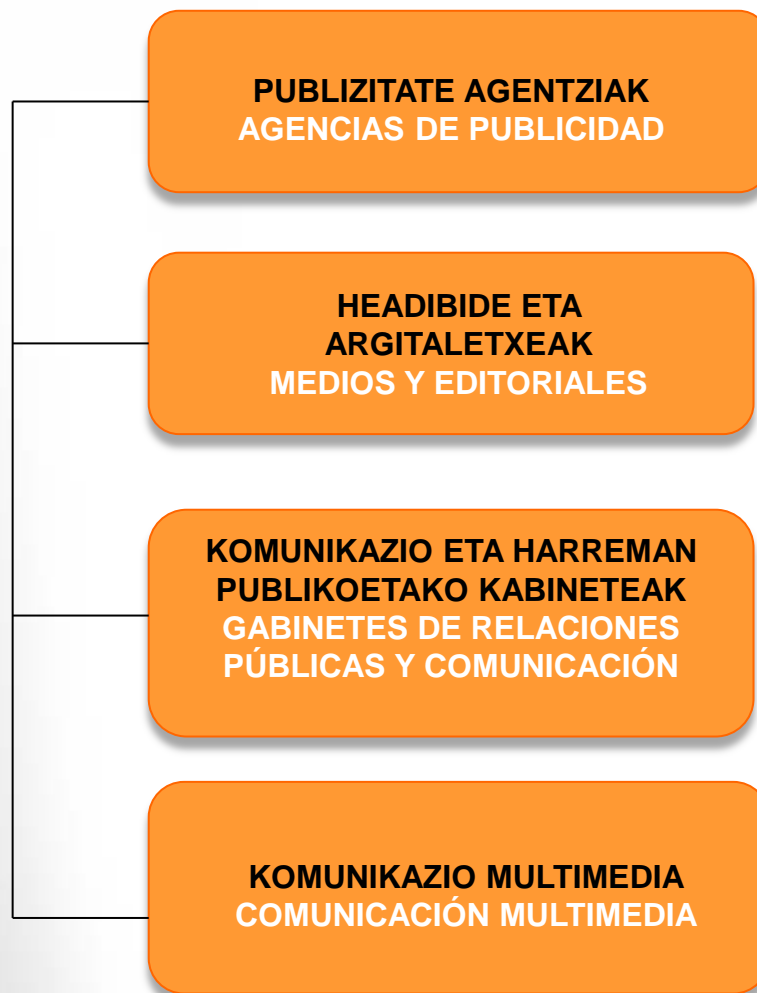 PUBLIZITATE AGENTZIAK
AGENCIAS DE PUBLICIDAD
HEADIBIDE ETA
ARGITALETXEAK
MEDIOS Y EDITORIALES
KOMUNIKAZIO ETA HARREMAN
PUBLIKOETAKO KABINETEAK
GABINETES DE RELACIONES
PÚBLICAS Y COMUNICACIÓN
KOMUNIKAZIO MULTIMEDIA
COMUNICACIÓN MULTIMEDIA